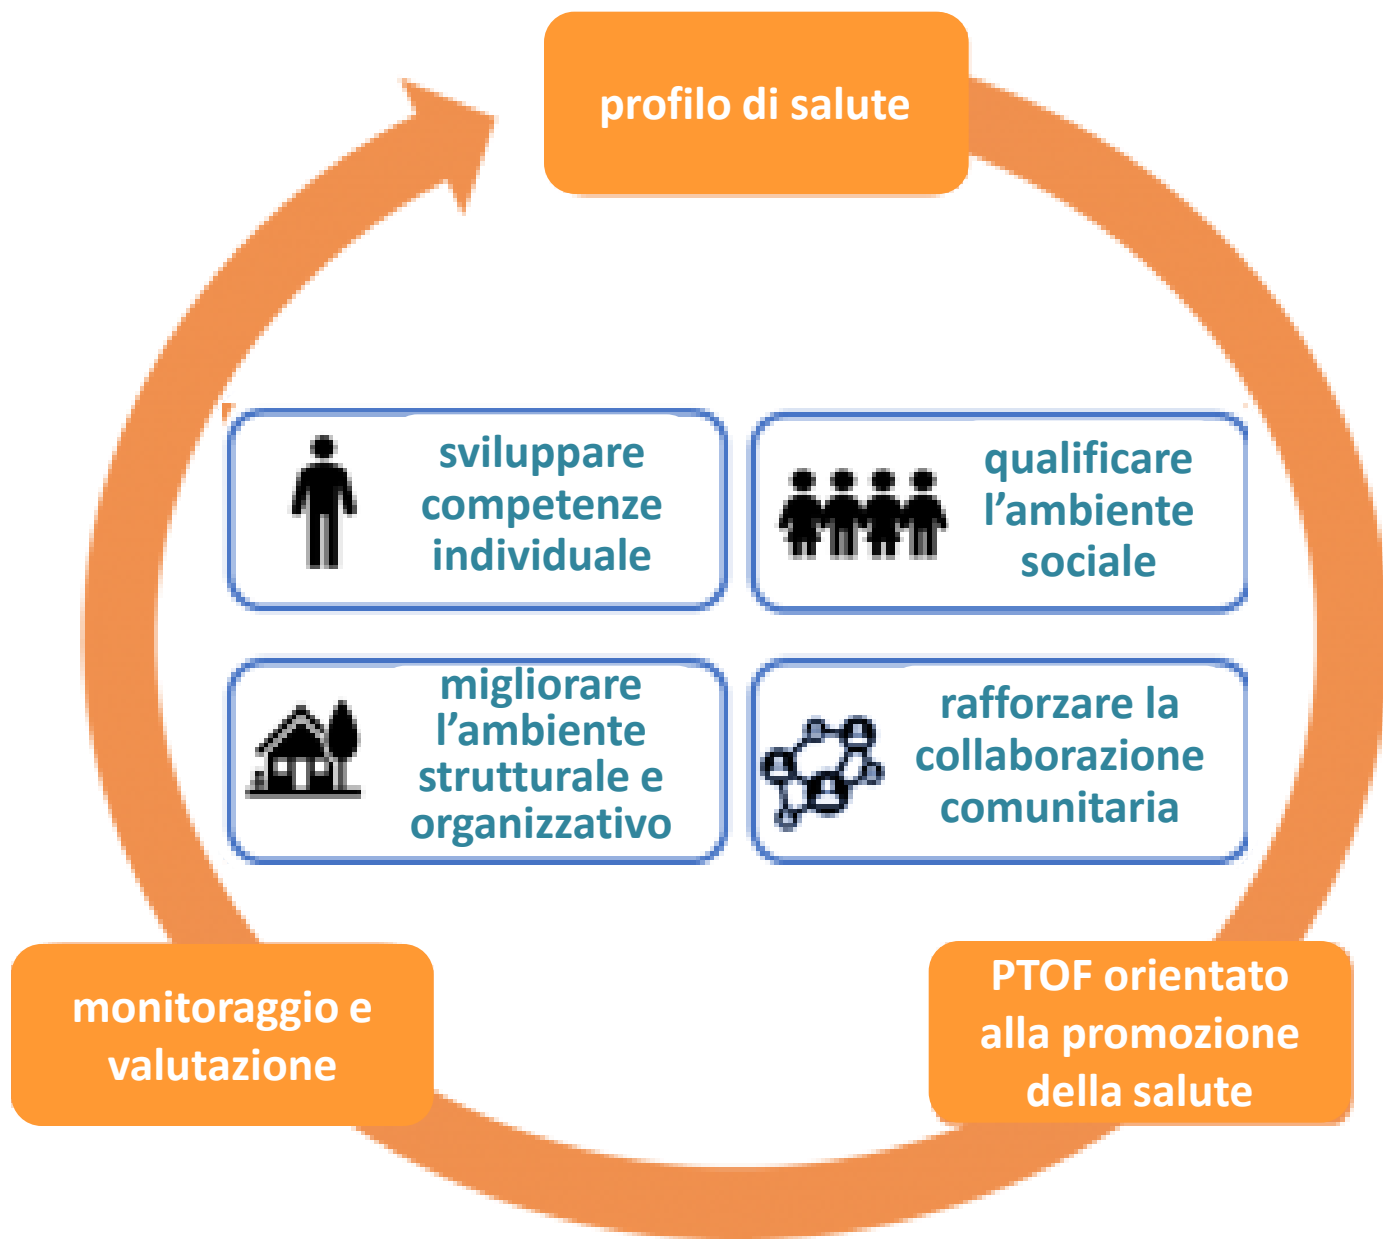 profilo di salute
sviluppare
competenze
individuale
qualificare
l’ambiente
sociale
migliorare
l’ambiente
strutturale e
organizzativo
rafforzare la
collaborazione
comunitaria
monitoraggio e
valutazione
PTOF orientato
alla promozione
della salute